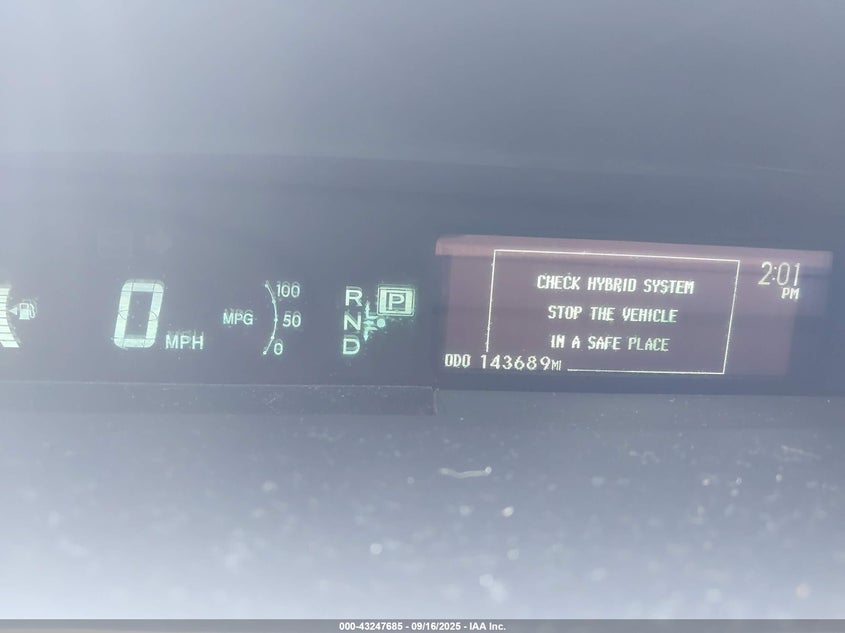 0 MPH
MPG
100
50
0
R
N
D
P
CHECK HYBRID SYSTEM
STOP THE VEHICLE
IN A SAFE PLACE
2:01
PM
ODO 143689MI
000-43247685 - 09/16/2025 - IAA Inc.